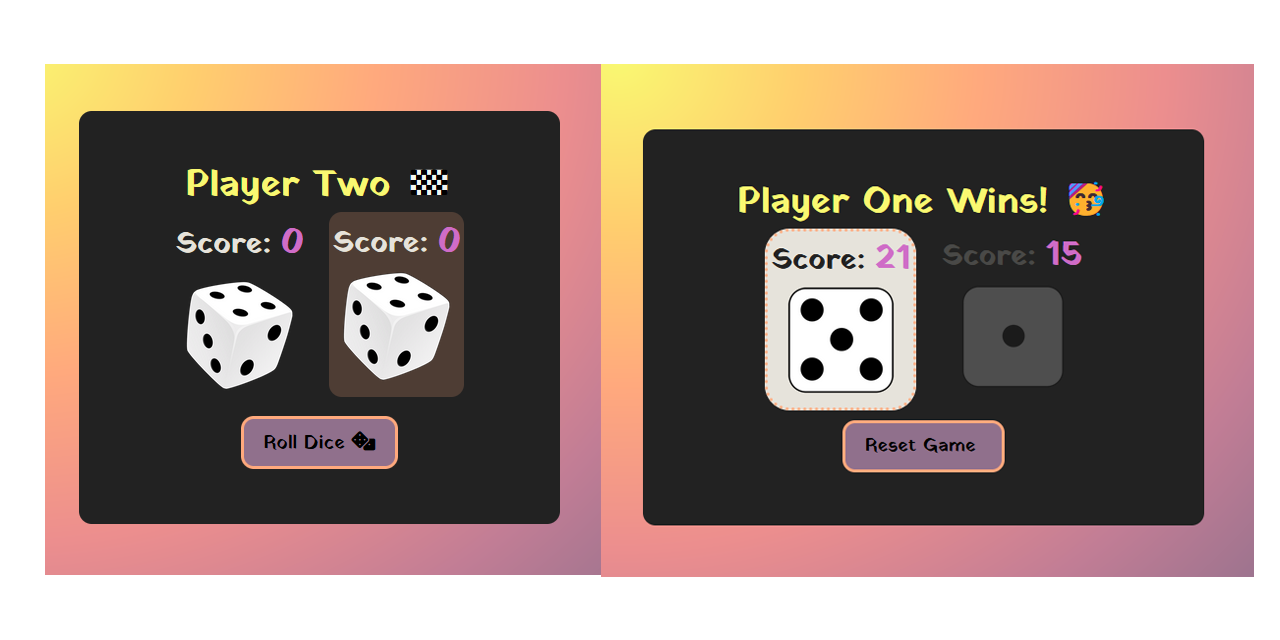 Player Two 🏁
Score: 0
Score: 0
Roll Dice
Player One Wins! 🥳
Score: 21
Score: 15
Reset Game